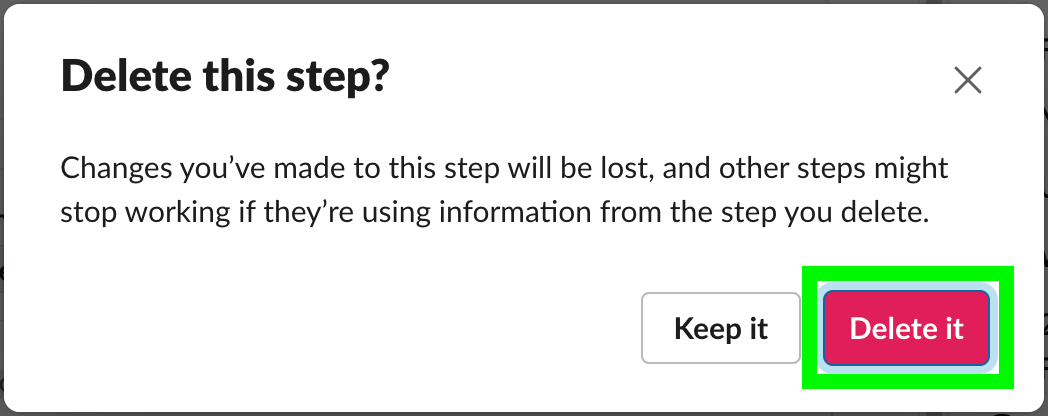 Delete this step?
Changes you’ve made to this step will be lost, and other steps might
stop working if they’re using information from the step you delete.
Keep it
Delete it